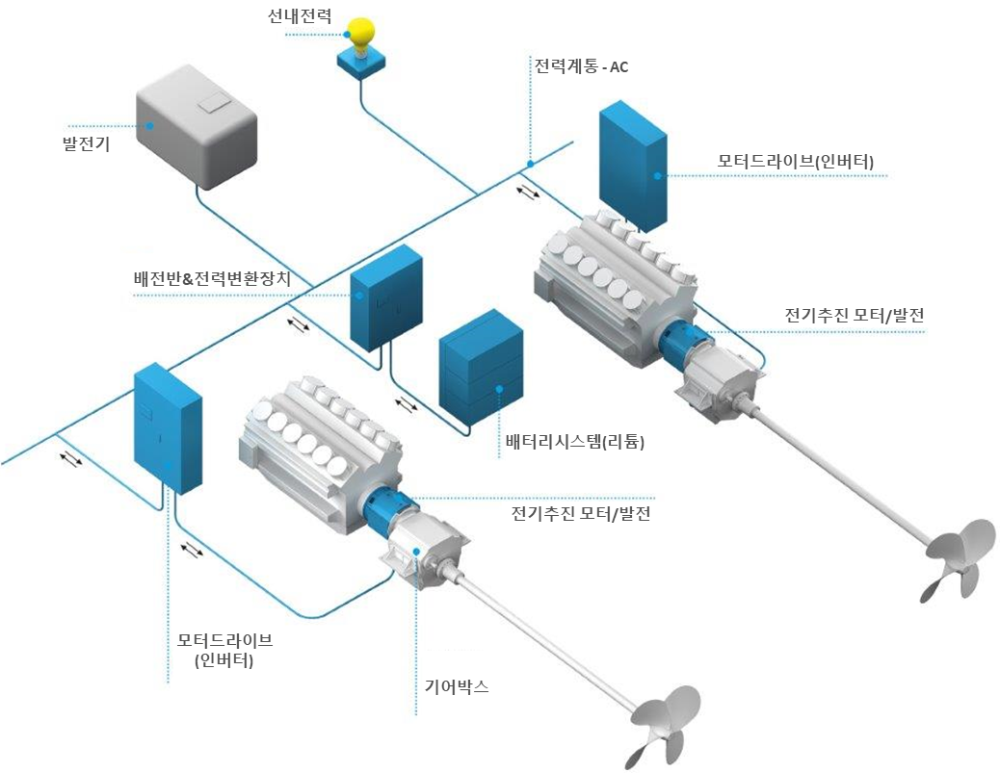 선내전력
전력계통 - AC
발전기
모터드라이브(인버터)
배전반&전력변환장치
전기추진 모터/발전
배터리시스템(리튬)
전기추진 모터/발전
모터드라이브
(인버터)
기어박스